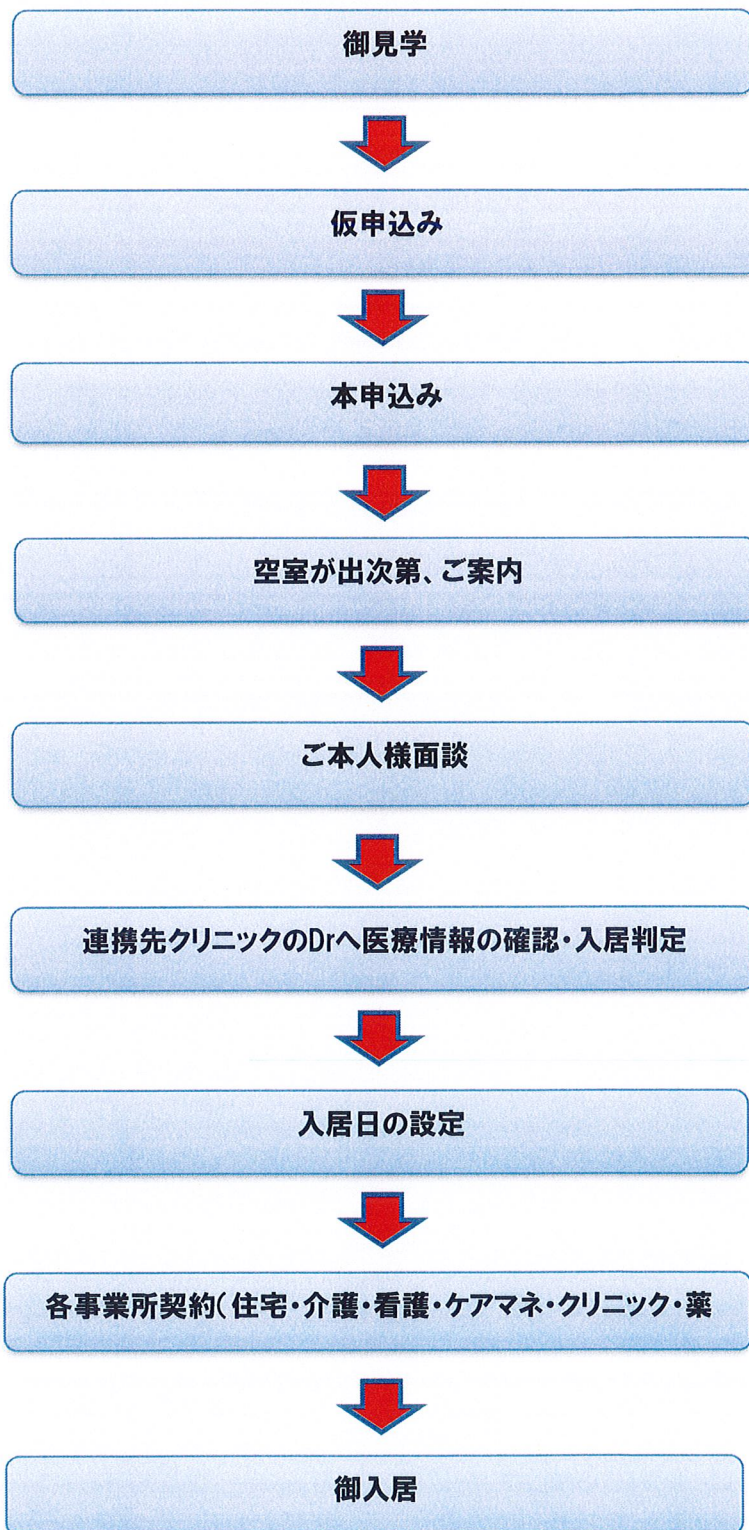 御見学
仮申込み
本申込み
空室が出次第、ご案内
ご本人様面談
連携先クリニックのDrへ医療情報の確認・入居判定
入居日の設定
各事業所契約(住宅・介護・看護・ケアマネ・クリニック・薬
御入居